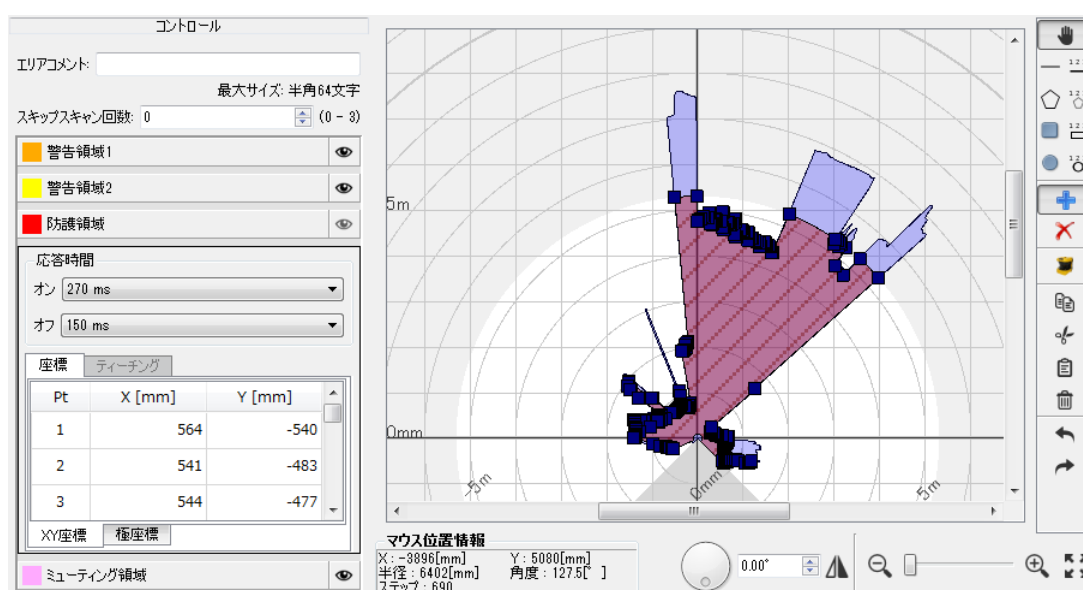 コントロール
エリアコメント:
最大サイズ: 半角64文字
スキップスキャン回数: 0 (0 - 3)
警告領域1
警告領域2
防護領域
応答時間
オン 270 ms
オフ 150 ms
座標 ティーチング
Pt X [mm] Y [mm]
1 564 -540
2 541 -483
3 544 -477
XY座標 極座標
ミューティング領域
5m
0mm
-5m
0mm
5m
マウス位置情報
X : -3896[mm] Y : 5080[mm]
半径 : 6402[mm] 角度 : 127.5[° ]
ステップ : 690
0.00°